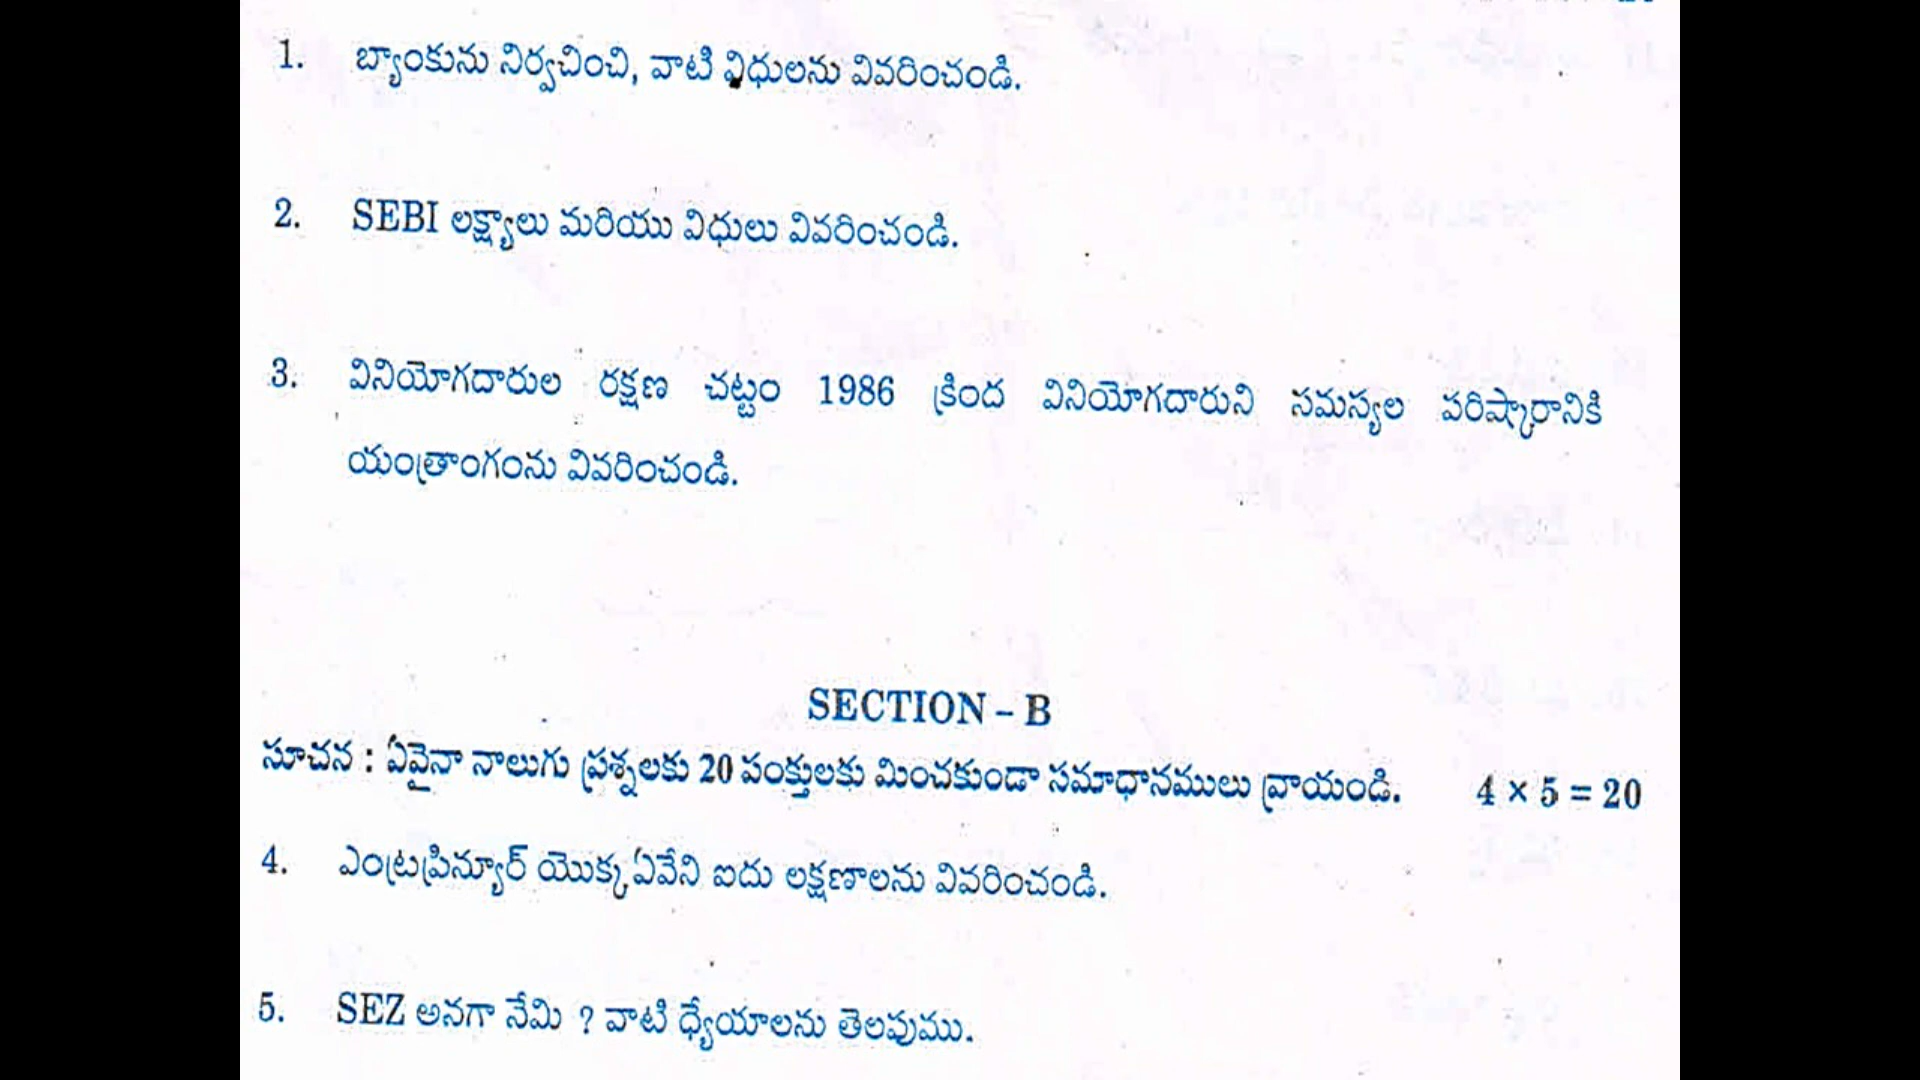 1. బ్యాంకును నిర్వచించి, వాటి విధులను వివరించండి.
2. SEBI లక్ష్యాలు మరియు విధులు వివరించండి.
3. వినియోగదారుల రక్షణ చట్టం 1986 క్రింద వినియోగదారుని సమస్యల పరిష్కారానికి
యంత్రాంగంను వివరించండి.
SECTION – B
సూచన : ఏవైనా నాలుగు ప్రశ్నలకు 20 పంక్తులకు మించకుండా సమాధానములు వ్రాయండి. 4 × 5 = 20
4. ఎంట్రప్రిన్యూర్ యొక్క ఏవేని ఐదు లక్షణాలను వివరించండి.
5. SEZ అనగా నేమి ? వాటి ధ్యేయాలను తెలపుము.